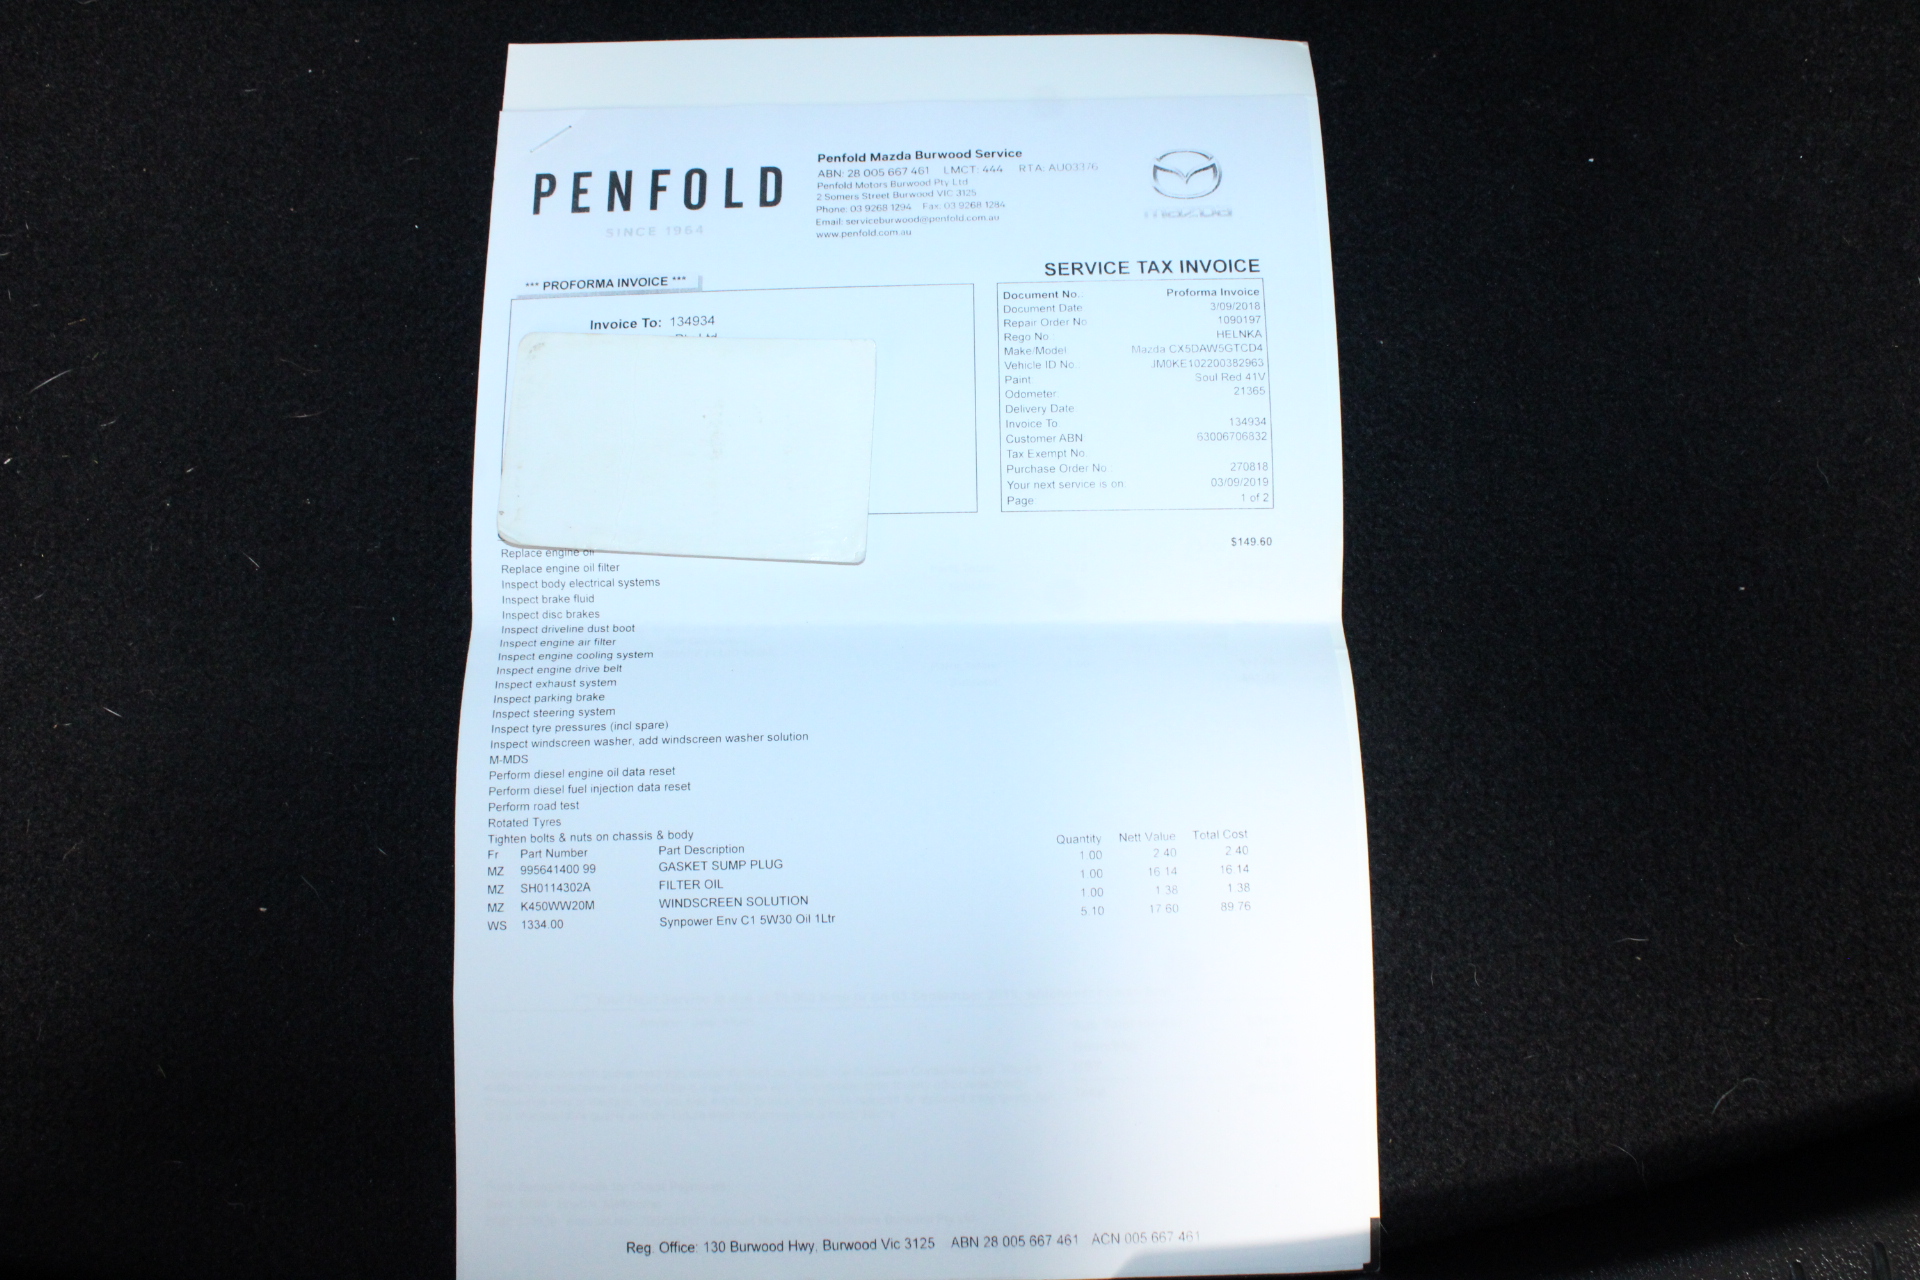 PENFOLD
SINCE 1964
Penfold Mazda Burwood Service
ABN: 28 005 667 461 LMCT: 444 RTA: AU03376
Penfold Motors Burwood Pty Ltd
2 Somers Street Burwood VIC 3125
Phone: 03 9268 1294 Fax: 03 9268 1284
Email: serviceburwood@penfold.com.au
www.penfold.com.au
mazda
*** PROFORMA INVOICE ***
SERVICE TAX INVOICE
Invoice To: 134934
Document No. Proforma Invoice
Document Date 3/09/2018
Repair Order No 1090197
Rego No HELNKA
Make/Model Mazda CX5DAW5GTCD4
Vehicle ID No. JM0KE102200382963
Paint Soul Red 41V
Odometer 21365
Delivery Date
Invoice To 134934
Customer ABN 63006706832
Tax Exempt No
Purchase Order No. 270818
Your next service is on 03/09/2019
Page 1 of 2
Replace engine oil $149.60
Replace engine oil filter
Inspect body electrical systems
Inspect brake fluid
Inspect disc brakes
Inspect driveline dust boot
Inspect engine air filter
Inspect engine cooling system
Inspect engine drive belt
Inspect exhaust system
Inspect parking brake
Inspect steering system
Inspect tyre pressures (incl spare)
Inspect windscreen washer, add windscreen washer solution
M-MDS
Perform diesel engine oil data reset
Perform diesel fuel injection data reset
Perform road test
Rotated Tyres
Tighten bolts & nuts on chassis & body
Fr Part Number Part Description Quantity Nett Value Total Cost
MZ 995641400 99 GASKET SUMP PLUG 1.00 2.40 2.40
MZ SH0114302A FILTER OIL 1.00 16.14 16.14
MZ K450WW20M WINDSCREEN SOLUTION 1.00 1.38 1.38
WS 1334.00 Synpower Env C1 5W30 Oil 1Ltr 5.10 17.60 89.76
Reg. Office: 130 Burwood Hwy, Burwood Vic 3125 ABN 28 005 667 461 ACN 005 667 461